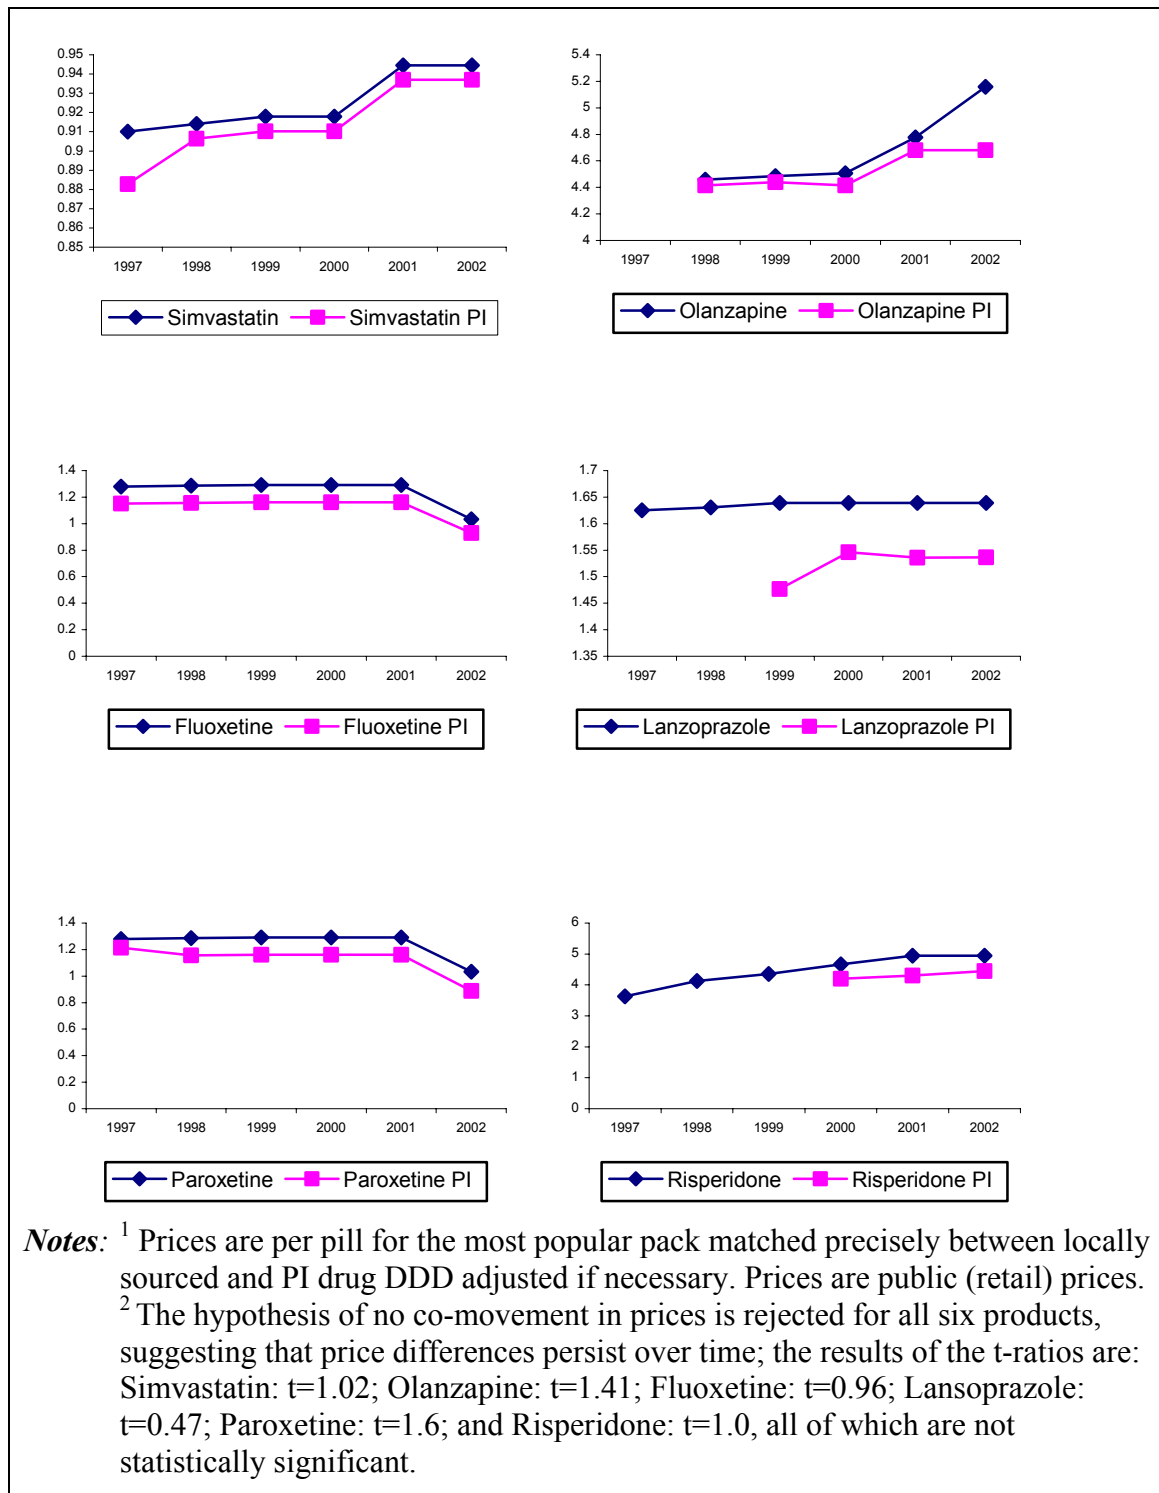 0.95
0.94
0.93
0.92
0.91
0.9
0.89
0.88
0.87
0.86
0.85
1997 1998 1999 2000 2001 2002
Simvastatin Simvastatin PI
5.4
5.2
5
4.8
4.6
4.4
4.2
4
1997 1998 1999 2000 2001 2002
Olanzapine Olanzapine PI
1.4
1.2
1
0.8
0.6
0.4
0.2
0
1997 1998 1999 2000 2001 2002
Fluoxetine Fluoxetine PI
1.7
1.65
1.6
1.55
1.5
1.45
1.4
1.35
1997 1998 1999 2000 2001 2002
Lanzoprazole Lanzoprazole PI
1.4
1.2
1
0.8
0.6
0.4
0.2
0
1997 1998 1999 2000 2001 2002
Paroxetine Paroxetine PI
6
5
4
3
2
1
0
1997 1998 1999 2000 2001 2002
Risperidone Risperidone PI
Notes: 1 Prices are per pill for the most popular pack matched precisely between locally
sourced and PI drug DDD adjusted if necessary. Prices are public (retail) prices.
2 The hypothesis of no co-movement in prices is rejected for all six products,
suggesting that price differences persist over time; the results of the t-ratios are:
Simvastatin: t=1.02; Olanzapine: t=1.41; Fluoxetine: t=0.96; Lansoprazole:
t=0.47; Paroxetine: t=1.6; and Risperidone: t=1.0, all of which are not
statistically significant.